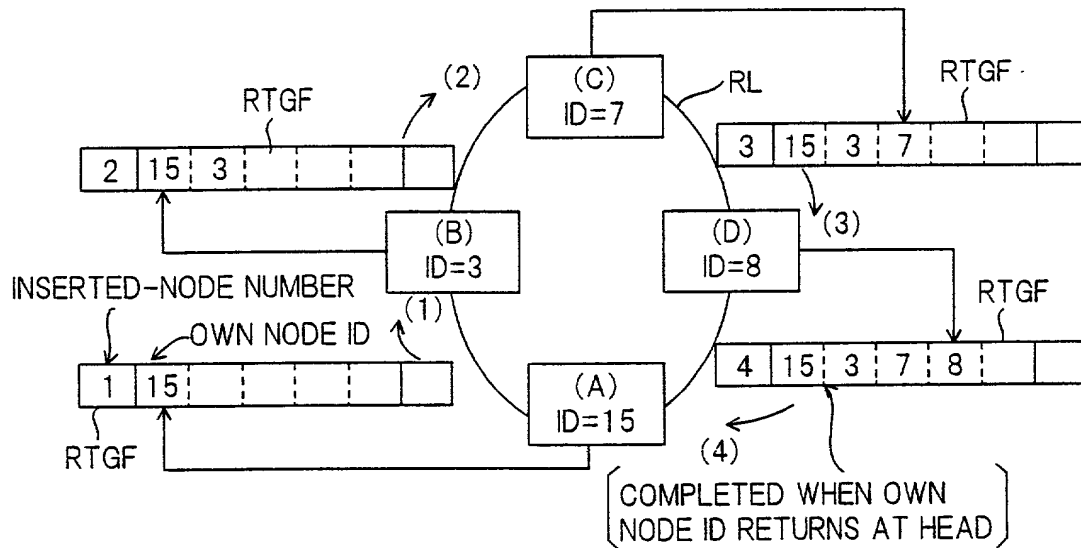 (C)
ID=7
(2)
RL
RTGF
RTGF
2 15 3
3 15 3 7
(B)
ID=3
(D)
ID=8
(3)
INSERTED-NODE NUMBER
(1)
OWN NODE ID
RTGF
1 15
4 15 3 7 8
(A)
ID=15
RTGF
(4)
COMPLETED WHEN OWN
NODE ID RETURNS AT HEAD